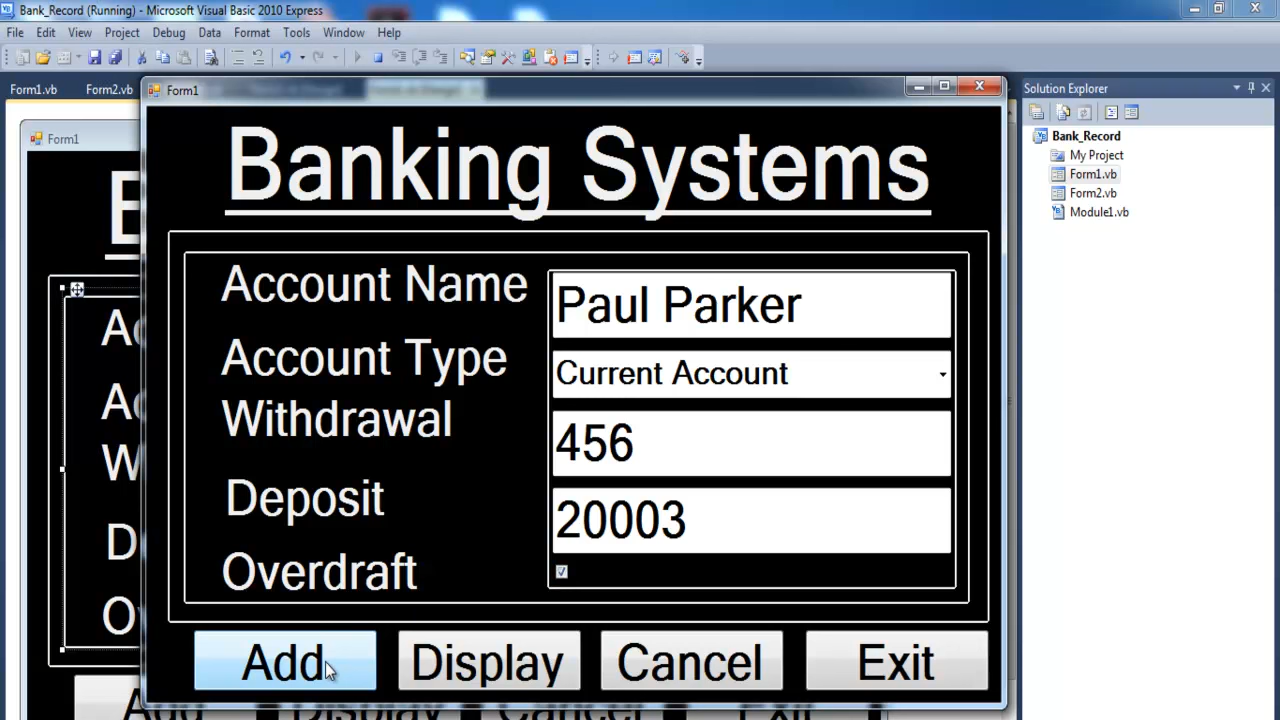 Bank_Record (Running) - Microsoft Visual Basic 2010 Express
File Edit View Project Debug Data Format Tools Window Help
Form1.vb Form2.vb
Form1
Solution Explorer
Bank_Record
My Project
Form1.vb
Form2.vb
Module1.vb
Form1
Banking Systems
Account Name Paul Parker
Account Type Current Account
Withdrawal 456
Deposit 20003
Overdraft
Add Display Cancel Exit